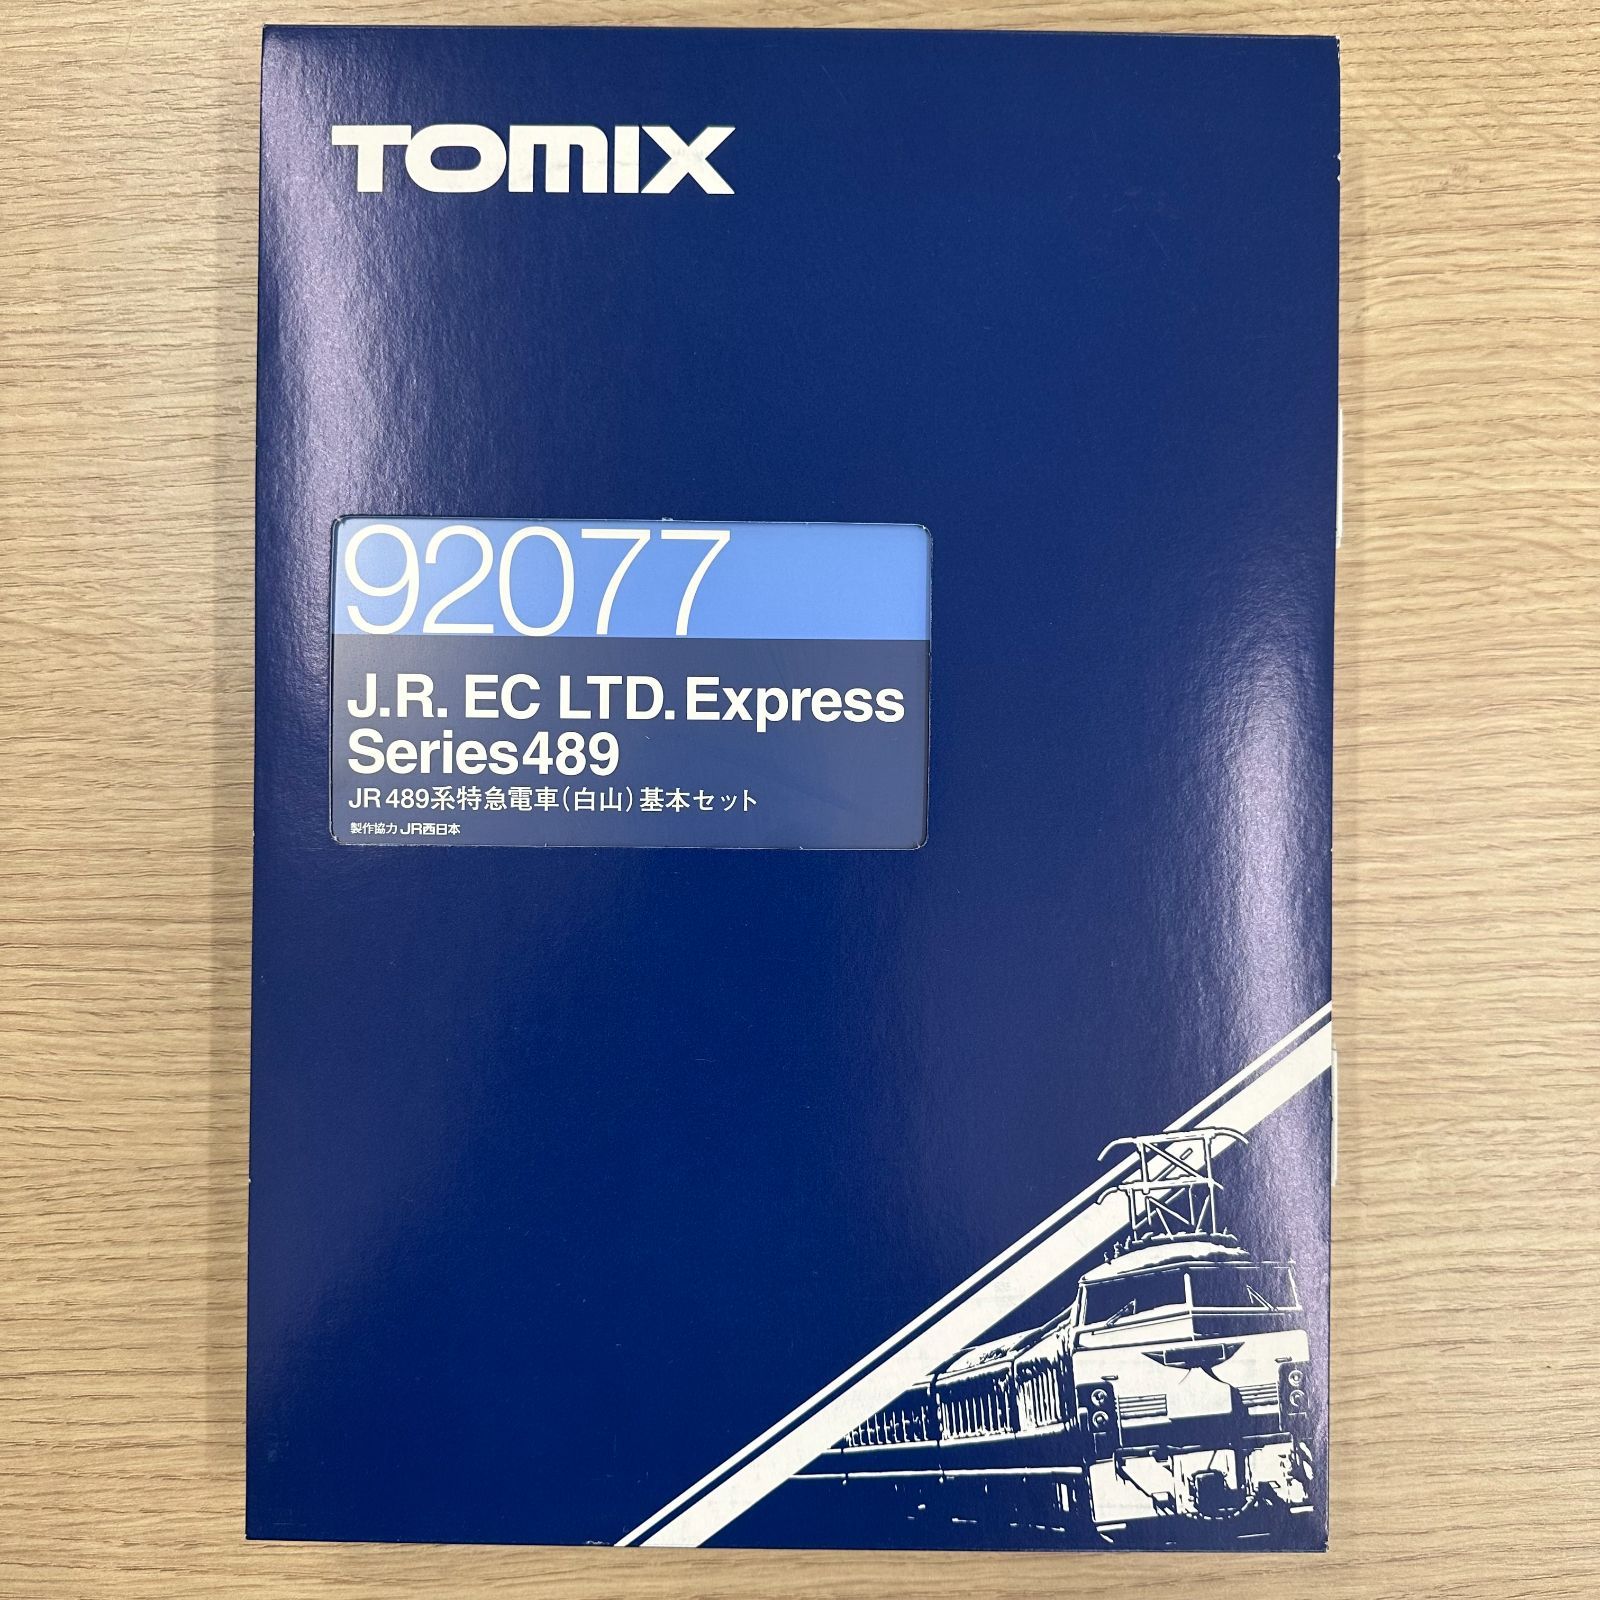 TOMIX
92077
J.R. EC LTD. Express
Series489
JR 489系特急電車(白山)基本セット
製作協力 JR西日本